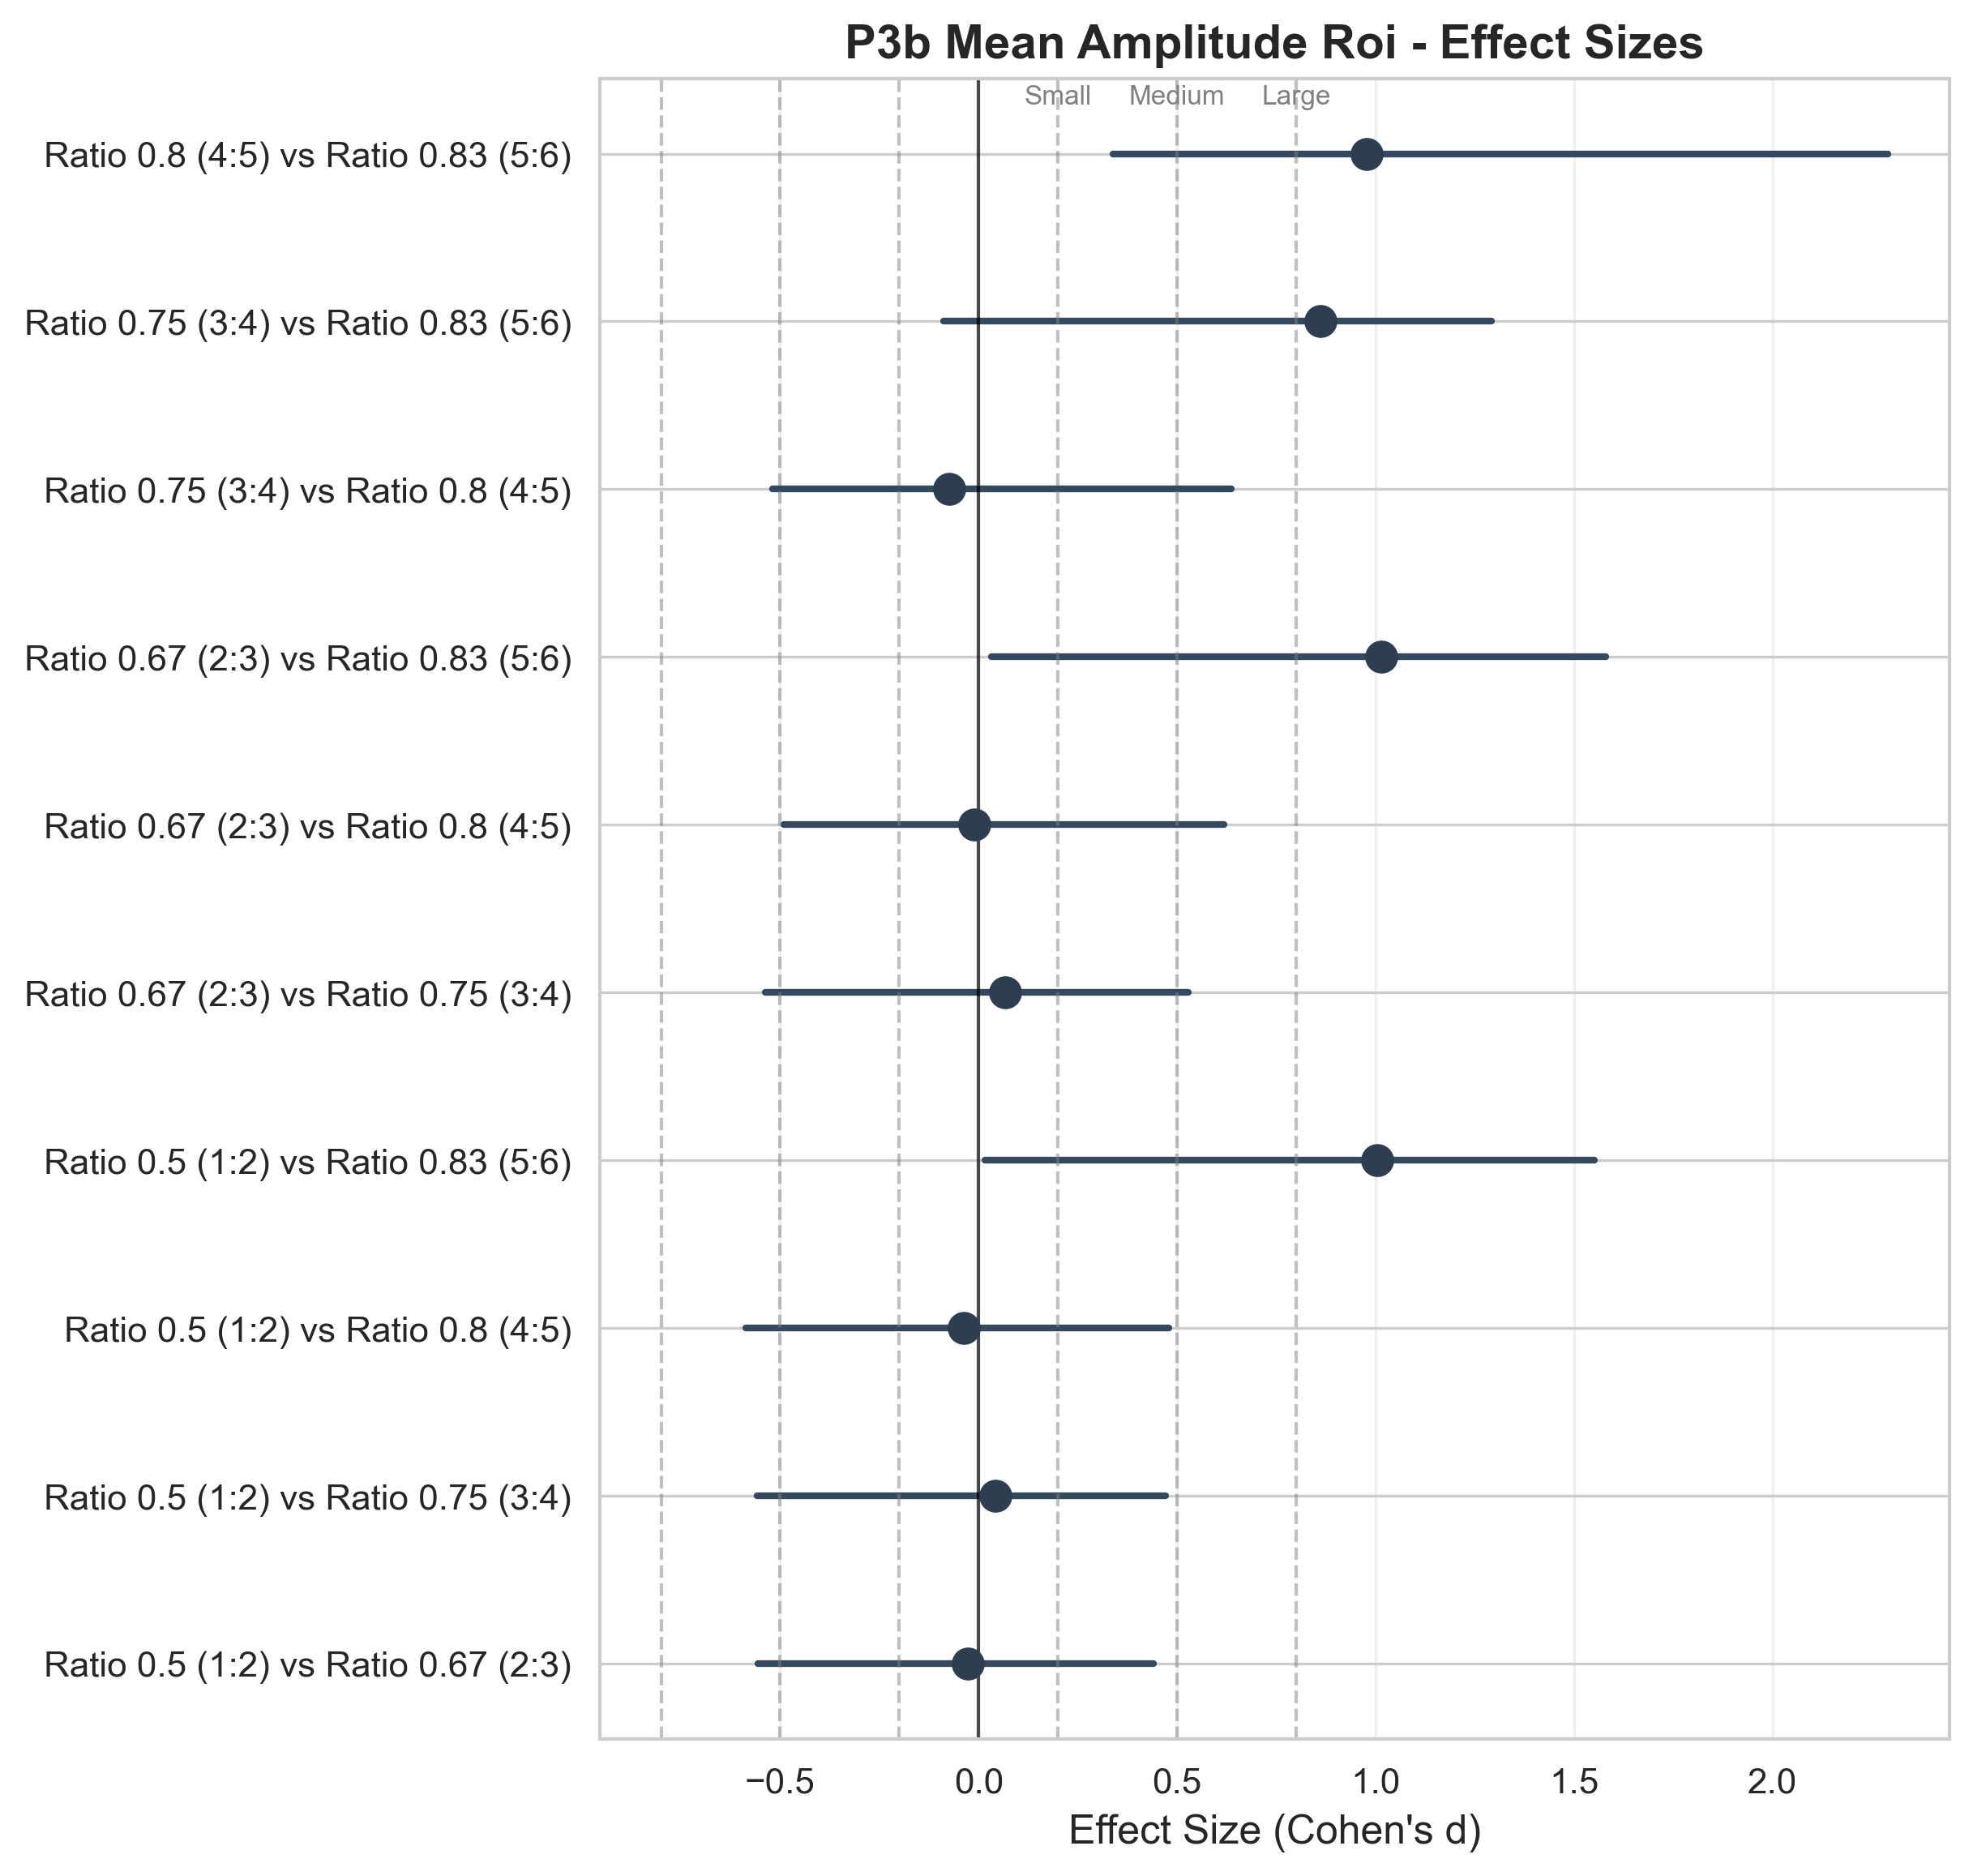 P3b Mean Amplitude Roi - Effect Sizes
Small Medium Large
Ratio 0.8 (4:5) vs Ratio 0.83 (5:6)
Ratio 0.75 (3:4) vs Ratio 0.83 (5:6)
Ratio 0.75 (3:4) vs Ratio 0.8 (4:5)
Ratio 0.67 (2:3) vs Ratio 0.83 (5:6)
Ratio 0.67 (2:3) vs Ratio 0.8 (4:5)
Ratio 0.67 (2:3) vs Ratio 0.75 (3:4)
Ratio 0.5 (1:2) vs Ratio 0.83 (5:6)
Ratio 0.5 (1:2) vs Ratio 0.8 (4:5)
Ratio 0.5 (1:2) vs Ratio 0.75 (3:4)
Ratio 0.5 (1:2) vs Ratio 0.67 (2:3)
−0.5 0.0 0.5 1.0 1.5 2.0
Effect Size (Cohen's d)